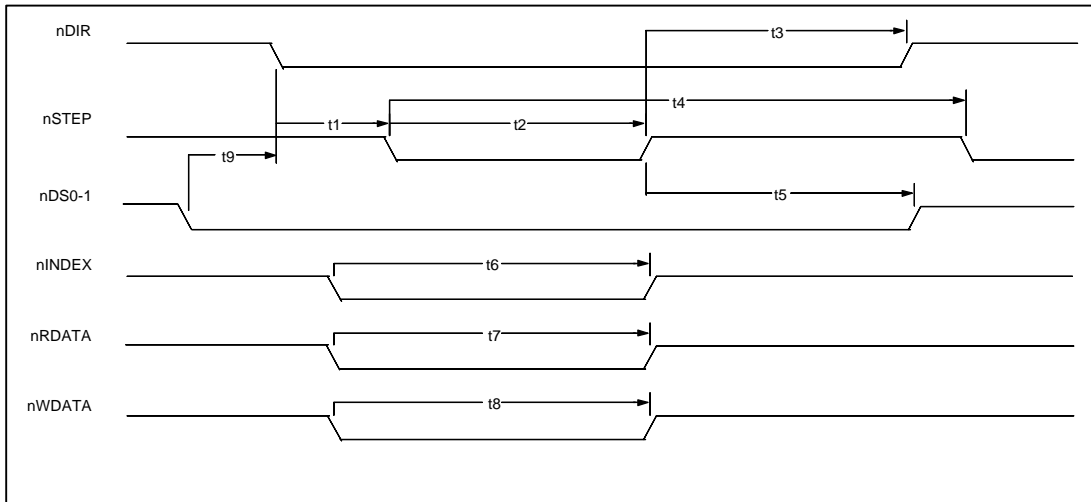 nDIR
t3
nSTEP
t4
t1
t2
t9
nDS0-1
t5
nINDEX
t6
nRDATA
t7
nWDATA
t8